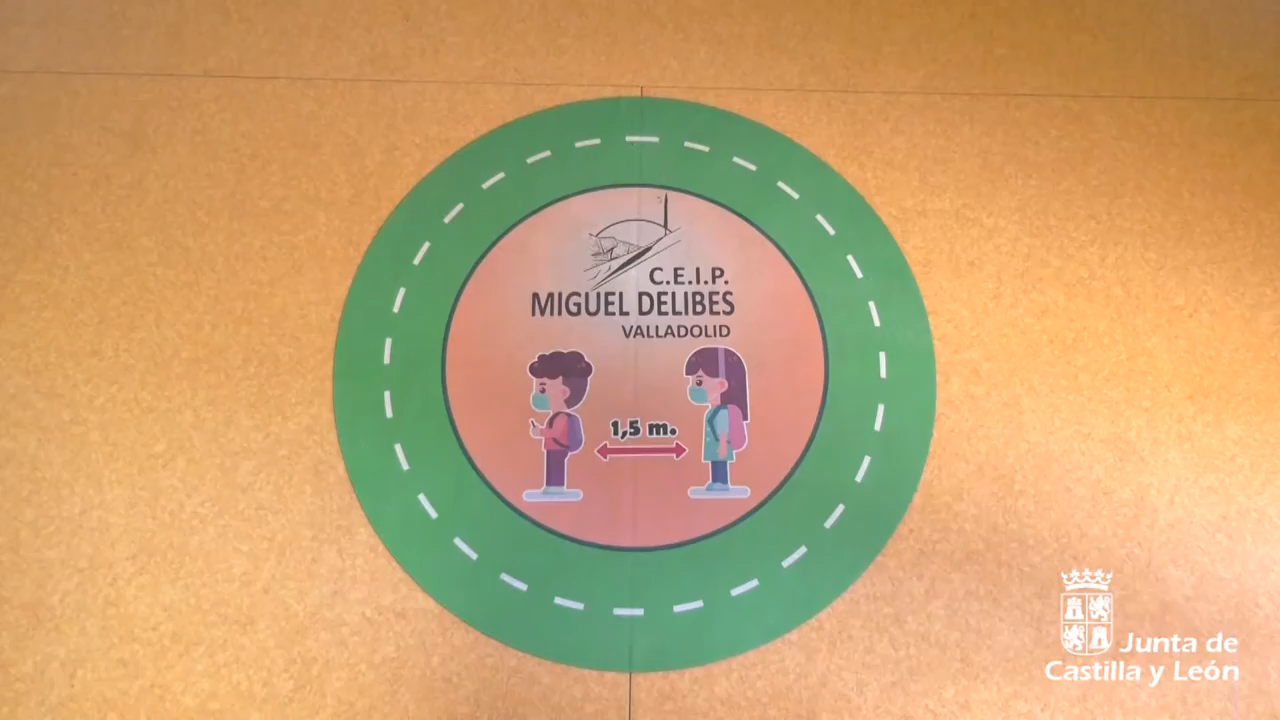 C.E.I.P.
MIGUEL DELIBES
VALLADOLID
1,5 m.
Junta de
Castilla y León